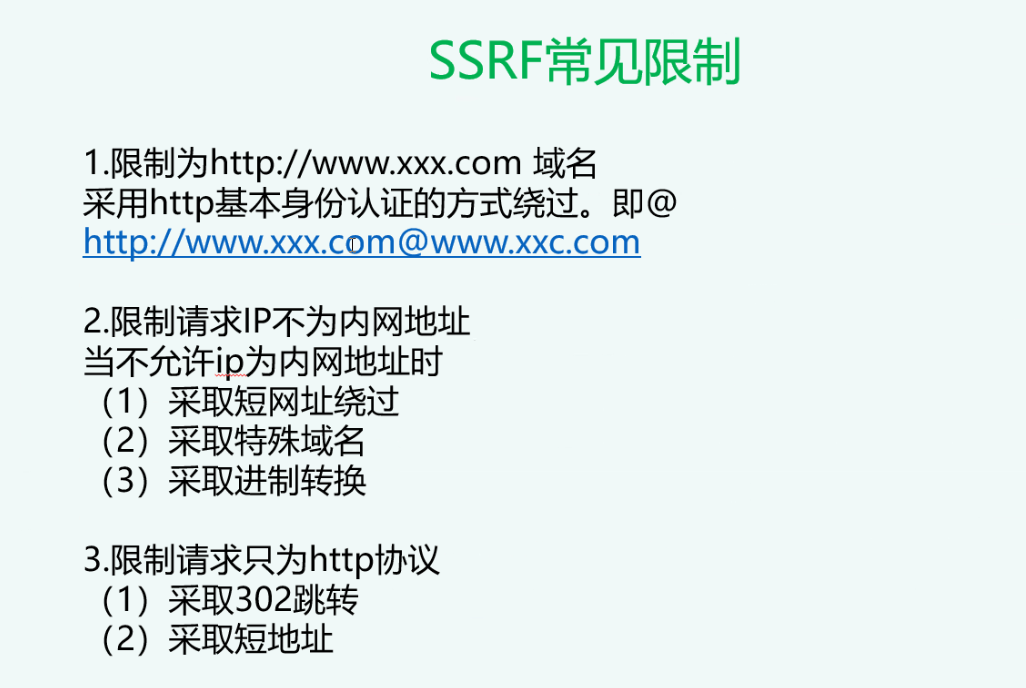 SSRF常见限制
1.限制为http://www.xxx.com 域名
采用http基本身份认证的方式绕过。即@
http://www.xxx.com@www.xxc.com
2.限制请求IP不为内网地址
当不允许ip为内网地址时
（1）采取短网址绕过
（2）采取特殊域名
（3）采取进制转换
3.限制请求只为http协议
（1）采取302跳转
（2）采取短地址